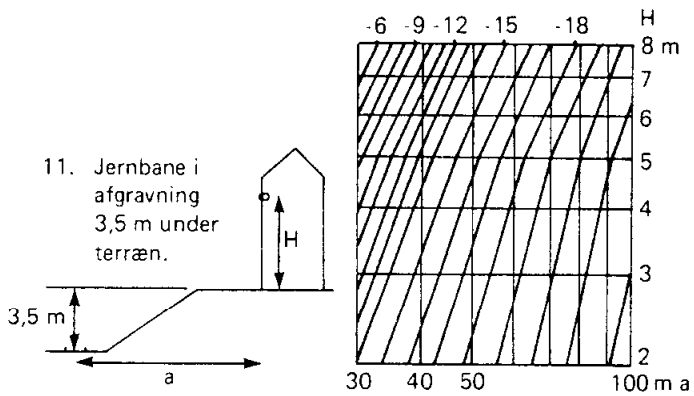 -6 -9 -12 -15 -18 H
8 m
7
6
5
4
3
2
30 40 50 100 m a
11. Jernbane i
afgravning
3,5 m under
terræn.
H
3,5 m
a